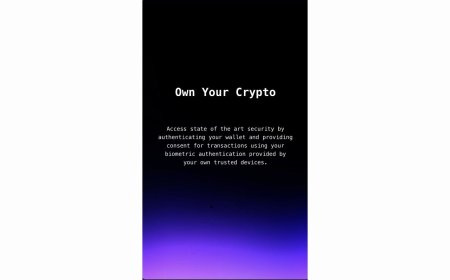 Own Your Crypto
Access state of the art security by
authenticating your wallet and providing
consent for transactions using your
biometric authentication provided by
your own trusted devices.